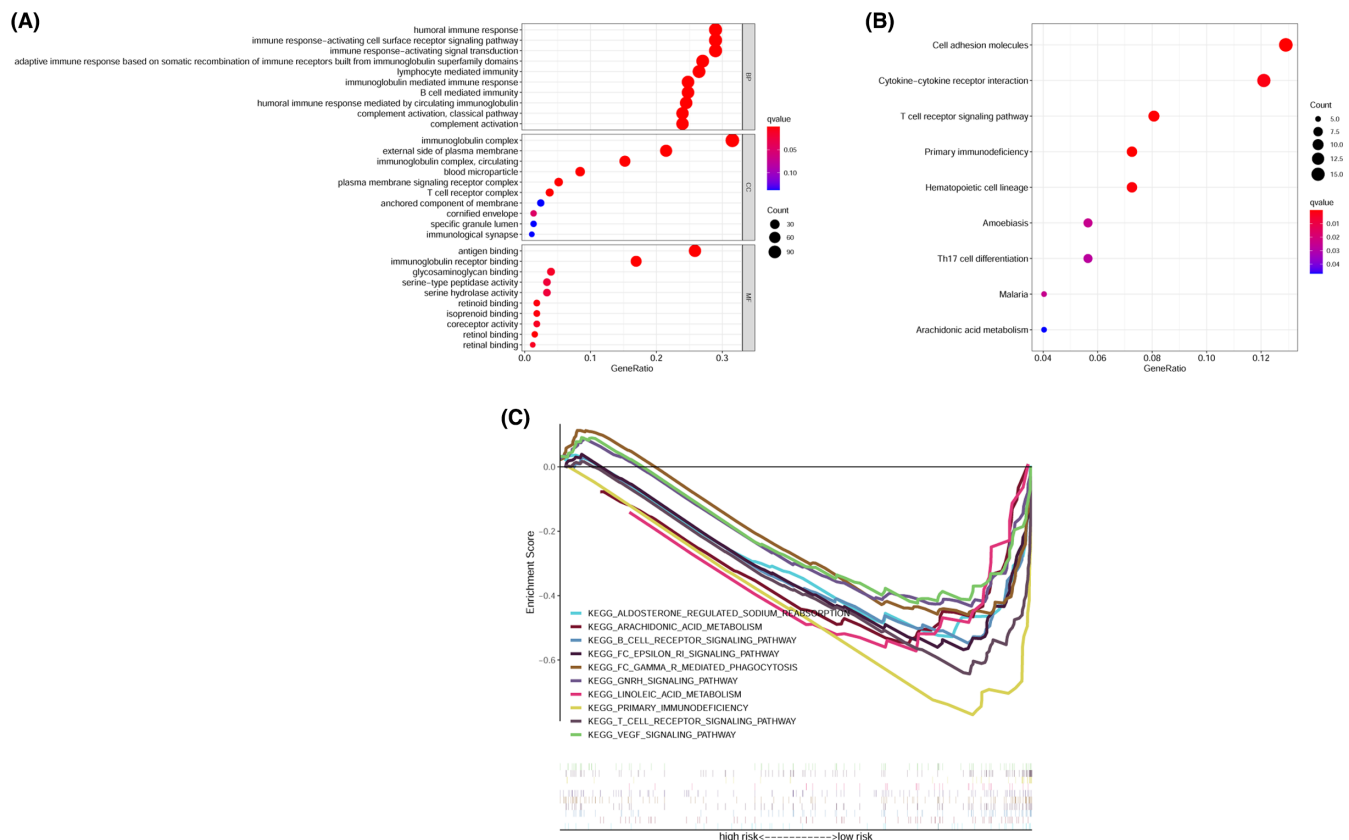 (A)
humoral immune response
immune response−activating cell surface receptor signaling pathway
immune response−activating signal transduction
adaptive immune response based on somatic recombination of immune receptors built from immunoglobulin superfamily domains
lymphocyte mediated immunity
immunoglobulin mediated immune response
B cell mediated immunity
humoral immune response mediated by circulating immunoglobulin
complement activation, classical pathway
complement activation
BP
immunoglobulin complex
external side of plasma membrane
immunoglobulin complex, circulating
blood microparticle
plasma membrane signaling receptor complex
T cell receptor complex
anchored component of membrane
cornified envelope
specific granule lumen
immunological synapse
CC
antigen binding
immunoglobulin receptor binding
glycosaminoglycan binding
serine−type peptidase activity
serine hydrolase activity
retinoid binding
isoprenoid binding
coreceptor activity
retinol binding
retinal binding
MF
0.0 0.1 0.2 0.3
GeneRatio
qvalue
0.05
0.10
Count
30
60
90
(B)
Cell adhesion molecules
Cytokine−cytokine receptor interaction
T cell receptor signaling pathway
Primary immunodeficiency
Hematopoietic cell lineage
Amoebiasis
Th17 cell differentiation
Malaria
Arachidonic acid metabolism
0.04 0.06 0.08 0.10 0.12
GeneRatio
Count
5.0
7.5
10.0
12.5
15.0
qvalue
0.01
0.02
0.03
0.04
(C)
Enrichment Score
0.0
−0.2
−0.4
−0.6
KEGG_ALDOSTERONE_REGULATED_SODIUM_REABSORPTION
KEGG_ARACHIDONIC_ACID_METABOLISM
KEGG_B_CELL_RECEPTOR_SIGNALING_PATHWAY
KEGG_FC_EPSILON_RI_SIGNALING_PATHWAY
KEGG_FC_GAMMA_R_MEDIATED_PHAGOCYTOSIS
KEGG_GNRH_SIGNALING_PATHWAY
KEGG_LINOLEIC_ACID_METABOLISM
KEGG_PRIMARY_IMMUNODEFICIENCY
KEGG_T_CELL_RECEPTOR_SIGNALING_PATHWAY
KEGG_VEGF_SIGNALING_PATHWAY
high risk<−−−−−−−−−−−>low risk